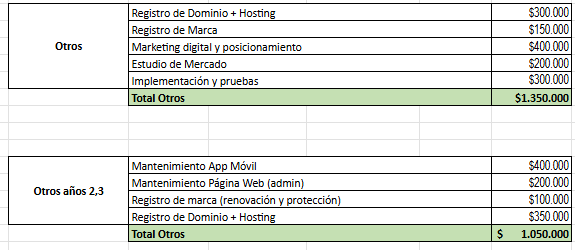 Otros
Registro de Dominio + Hosting $300.000
Registro de Marca $150.000
Marketing digital y posicionamiento $400.000
Estudio de Mercado $200.000
Implementación y pruebas $300.000
Total Otros $1.350.000
Otros años 2,3
Mantenimiento App Móvil $400.000
Mantenimiento Página Web (admin) $200.000
Registro de marca (renovación y protección) $100.000
Registro de Dominio + Hosting $350.000
Total Otros $ 1.050.000